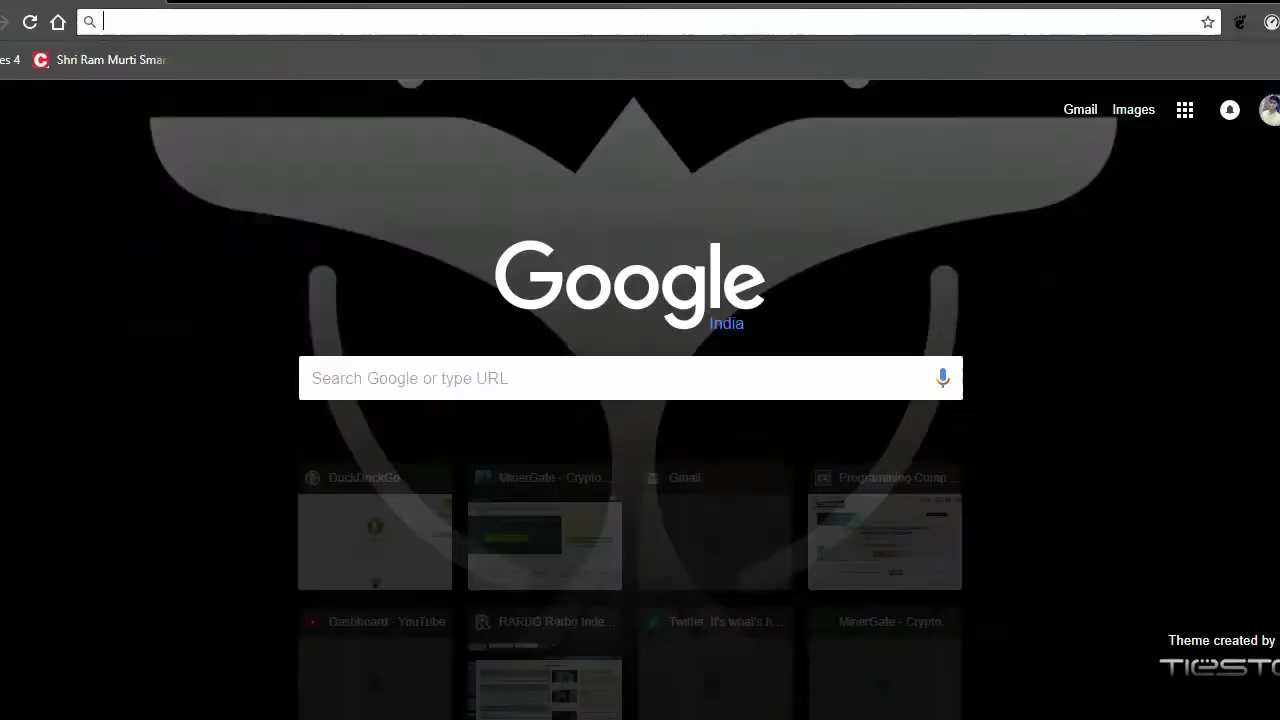 es 4 Shri Ram Murti Smar
Gmail Images
Google
India
Search Google or type URL
DuckDuckGo MinerGate - Crypto... Gmail Programming Comp...
Dashboard - YouTube RARBG Rarbg Inde... Twitter. It's what's h... MinerGate - Crypto
Theme created by
TIËSTO